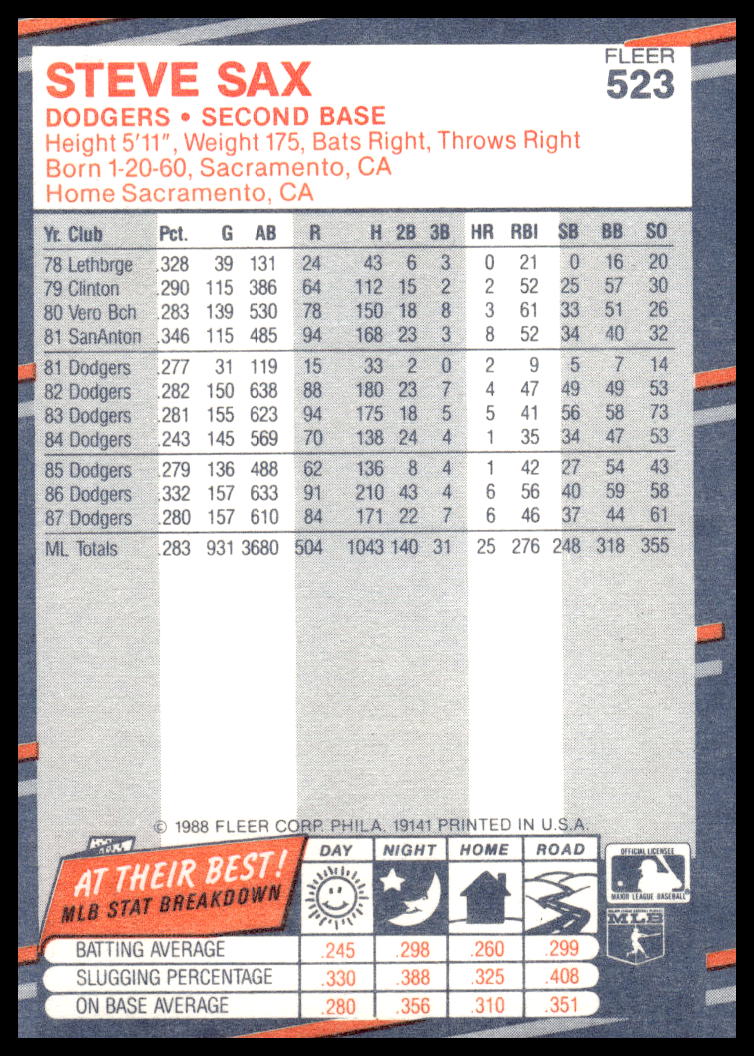 FLEER
STEVE SAX 523
DODGERS • SECOND BASE
Height 5'11", Weight 175, Bats Right, Throws Right
Born 1-20-60, Sacramento, CA
Home Sacramento, CA
Yr. Club Pct. G AB R H 2B 3B HR RBI SB BB SO
78 Lethbrge .328 39 131 24 43 6 3 0 21 0 16 20
79 Clinton .290 115 386 64 112 15 2 2 52 25 57 30
80 Vero Bch .283 139 530 78 150 18 8 3 61 33 51 26
81 SanAnton .346 115 485 94 168 23 3 8 52 34 40 32
81 Dodgers .277 31 119 15 33 2 0 2 9 5 7 14
82 Dodgers .282 150 638 88 180 23 7 4 47 49 49 53
83 Dodgers .281 155 623 94 175 18 5 5 41 56 58 73
84 Dodgers .243 145 569 70 138 24 4 1 35 34 47 53
85 Dodgers .279 136 488 62 136 8 4 1 42 27 54 43
86 Dodgers .332 157 633 91 210 43 4 6 56 40 59 58
87 Dodgers .280 157 610 84 171 22 7 6 46 37 44 61
ML Totals .283 931 3680 504 1043 140 31 25 276 248 318 355
© 1988 FLEER CORP. PHILA. 19141 PRINTED IN U.S.A.
AT THEIR BEST!
MLB STAT BREAKDOWN
DAY NIGHT HOME ROAD
BATTING AVERAGE .245 .298 .260 .299
SLUGGING PERCENTAGE .330 .388 .325 .408
ON BASE AVERAGE .280 .356 .310 .351
OFFICIAL LICENSEE
MAJOR LEAGUE BASEBALL
MLB